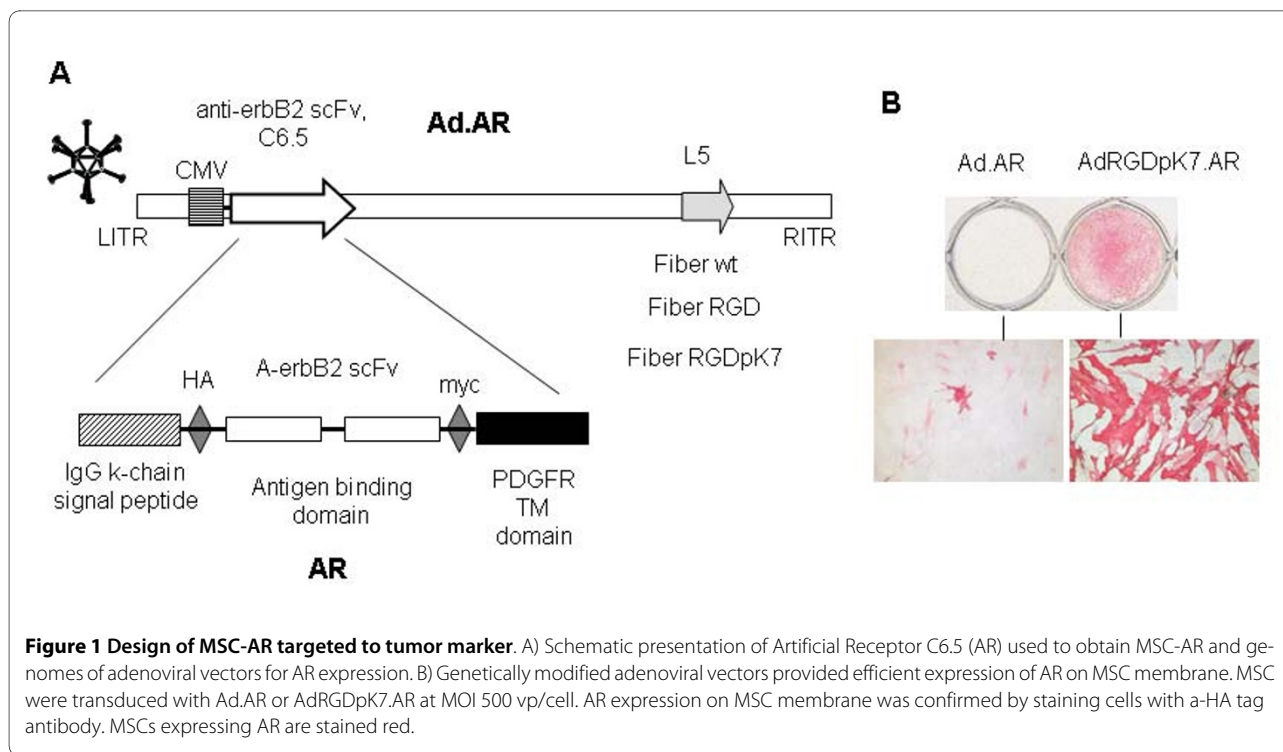 A
anti-erbB2 scFv,
C6.5
Ad.AR
CMV
L5
LITR
RITR
Fiber wt
Fiber RGD
Fiber RGDpK7
HA
A-erbB2 scFv
myc
IgG k-chain
signal peptide
Antigen binding
domain
PDGFR
TM
domain
AR
B
Ad.AR
AdRGDpK7.AR
Figure 1 Design of MSC-AR targeted to tumor marker. A) Schematic presentation of Artificial Receptor C6.5 (AR) used to obtain MSC-AR and ge-
nomes of adenoviral vectors for AR expression. B) Genetically modified adenoviral vectors provided efficient expression of AR on MSC membrane. MSC
were transduced with Ad.AR or AdRGDpK7.AR at MOI 500 vp/cell. AR expression on MSC membrane was confirmed by staining cells with a-HA tag
antibody. MSCs expressing AR are stained red.